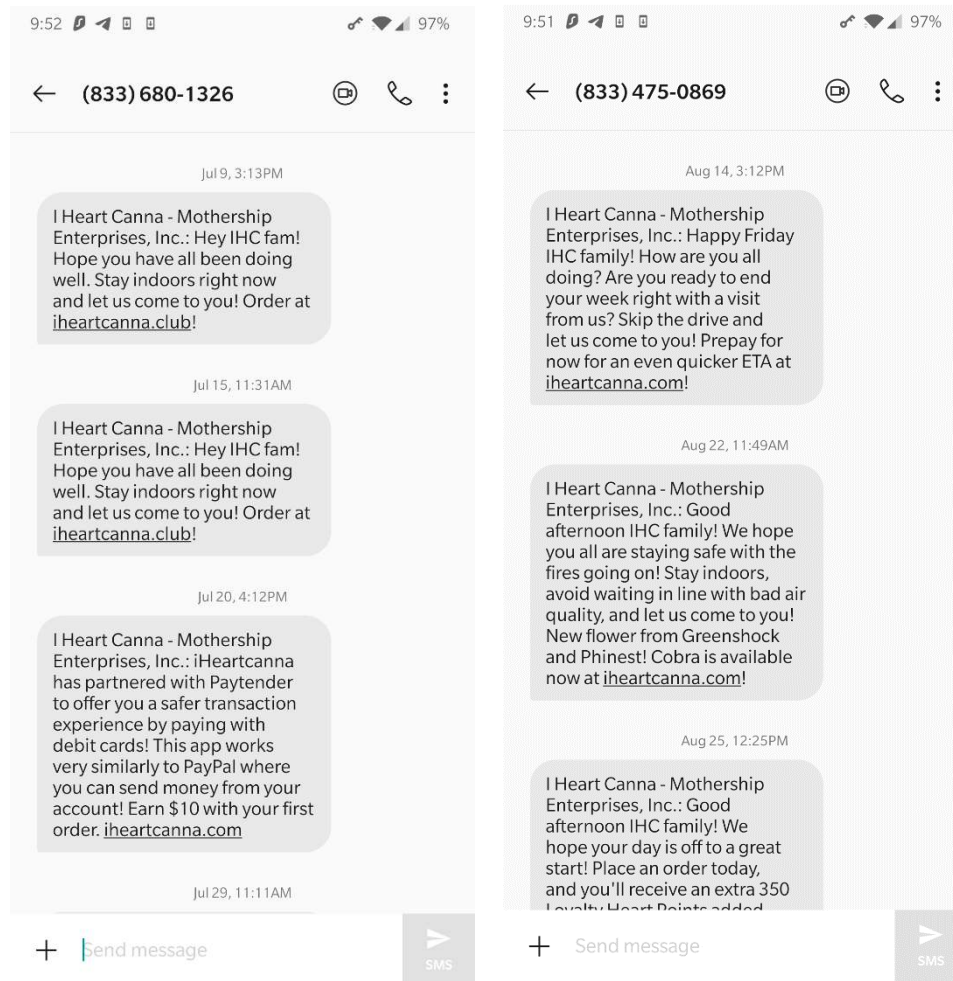 9:52
97%
(833) 680-1326
Jul 9, 3:13PM
I Heart Canna - Mothership
Enterprises, Inc.: Hey IHC fam!
Hope you have all been doing
well. Stay indoors right now
and let us come to you! Order at
iheartcanna.club!
Jul 15, 11:31AM
I Heart Canna - Mothership
Enterprises, Inc.: Hey IHC fam!
Hope you have all been doing
well. Stay indoors right now
and let us come to you! Order at
iheartcanna.club!
Jul 20, 4:12PM
I Heart Canna - Mothership
Enterprises, Inc.: iHeartcanna
has partnered with Paytender
to offer you a safer transaction
experience by paying with
debit cards! This app works
very similarly to PayPal where
you can send money from your
account! Earn $10 with your first
order. iheartcanna.com
Jul 29, 11:11AM
Send message
SMS
9:51
97%
(833) 475-0869
Aug 14, 3:12PM
I Heart Canna - Mothership
Enterprises, Inc.: Happy Friday
IHC family! How are you all
doing? Are you ready to end
your week right with a visit
from us? Skip the drive and
let us come to you! Prepay for
now for an even quicker ETA at
iheartcanna.com!
Aug 22, 11:49AM
I Heart Canna - Mothership
Enterprises, Inc.: Good
afternoon IHC family! We hope
you all are staying safe with the
fires going on! Stay indoors,
avoid waiting in line with bad air
quality, and let us come to you!
New flower from Greenshock
and Phinest! Cobra is available
now at iheartcanna.com!
Aug 25, 12:25PM
I Heart Canna - Mothership
Enterprises, Inc.: Good
afternoon IHC family! We
hope your day is off to a great
start! Place an order today,
and you'll receive an extra 350
Loyalty Heart Points added
Send message
SMS